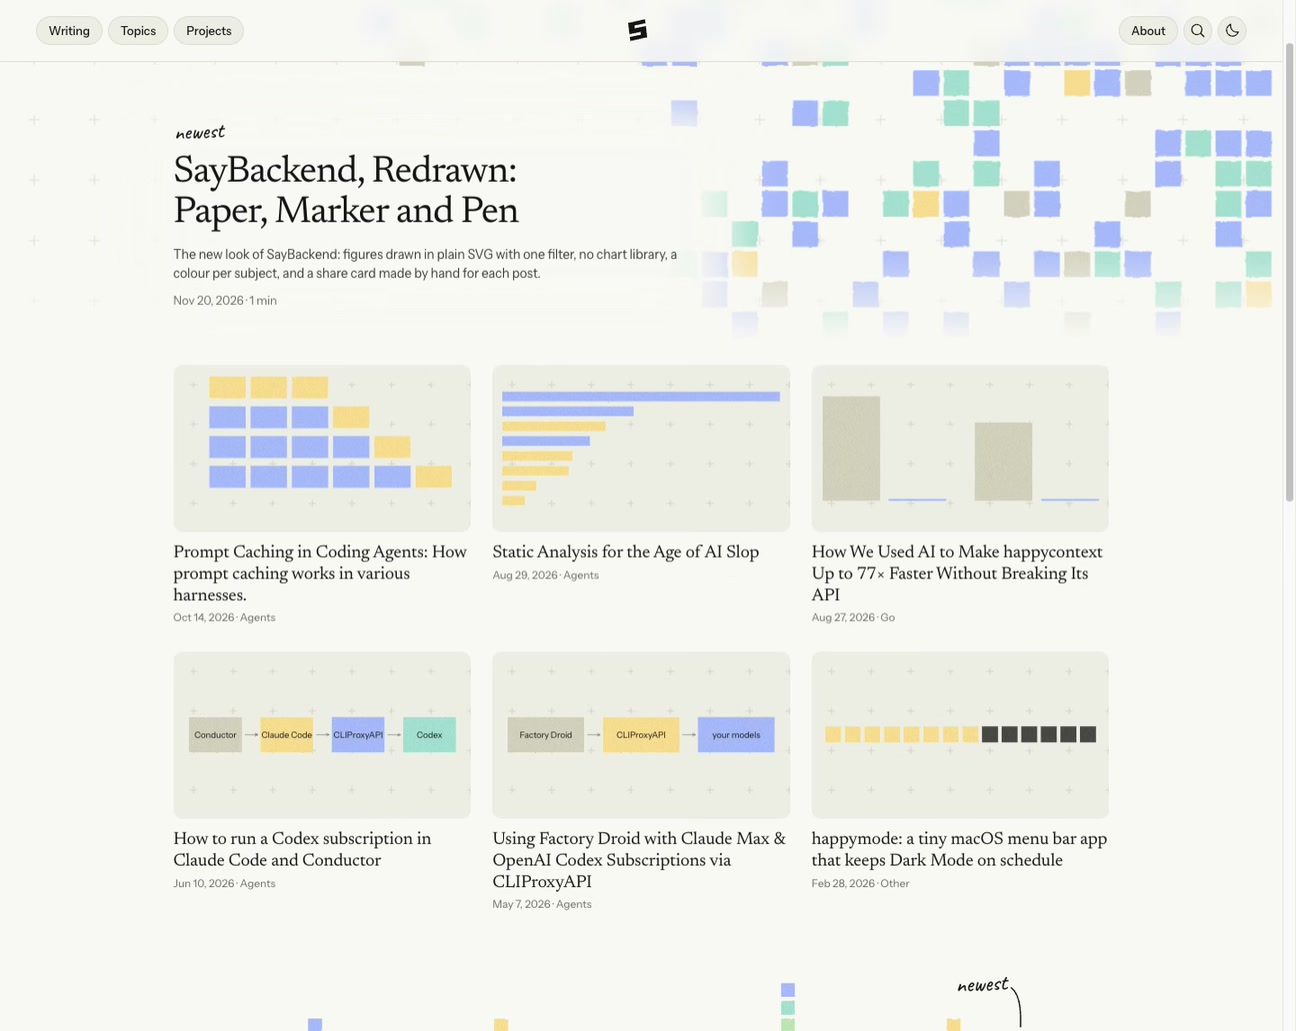 Writing
Topics
Projects
About
newest
SayBackend, Redrawn:
Paper, Marker and Pen
The new look of SayBackend: figures drawn in plain SVG with one filter, no chart library, a
colour per subject, and a share card made by hand for each post.
Nov 20, 2026 · 1 min
Prompt Caching in Coding Agents: How
prompt caching works in various
harnesses.
Oct 14, 2026 · Agents
Static Analysis for the Age of AI Slop
Aug 29, 2026 · Agents
How We Used AI to Make happycontext
Up to 77× Faster Without Breaking Its
API
Aug 27, 2026 · Go
Conductor
Claude Code
CLIProxyAPI
Codex
How to run a Codex subscription in
Claude Code and Conductor
Jun 10, 2026 · Agents
Factory Droid
CLIProxyAPI
your models
Using Factory Droid with Claude Max &
OpenAI Codex Subscriptions via
CLIProxyAPI
May 7, 2026 · Agents
happymode: a tiny macOS menu bar app
that keeps Dark Mode on schedule
Feb 28, 2026 · Other
newest